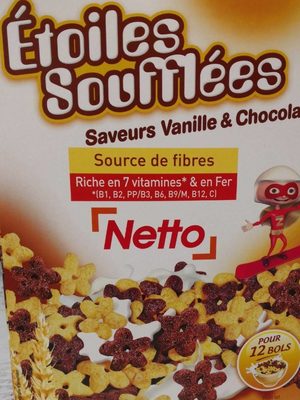 Étoiles
Soufflées
Saveurs Vanille &
Source de fibres
Riche en 7 vitamines* & en Fer
*(B1, B2, PP/B3, B6, B9/M, B12, C)
Netto
POUR
12 BOLS